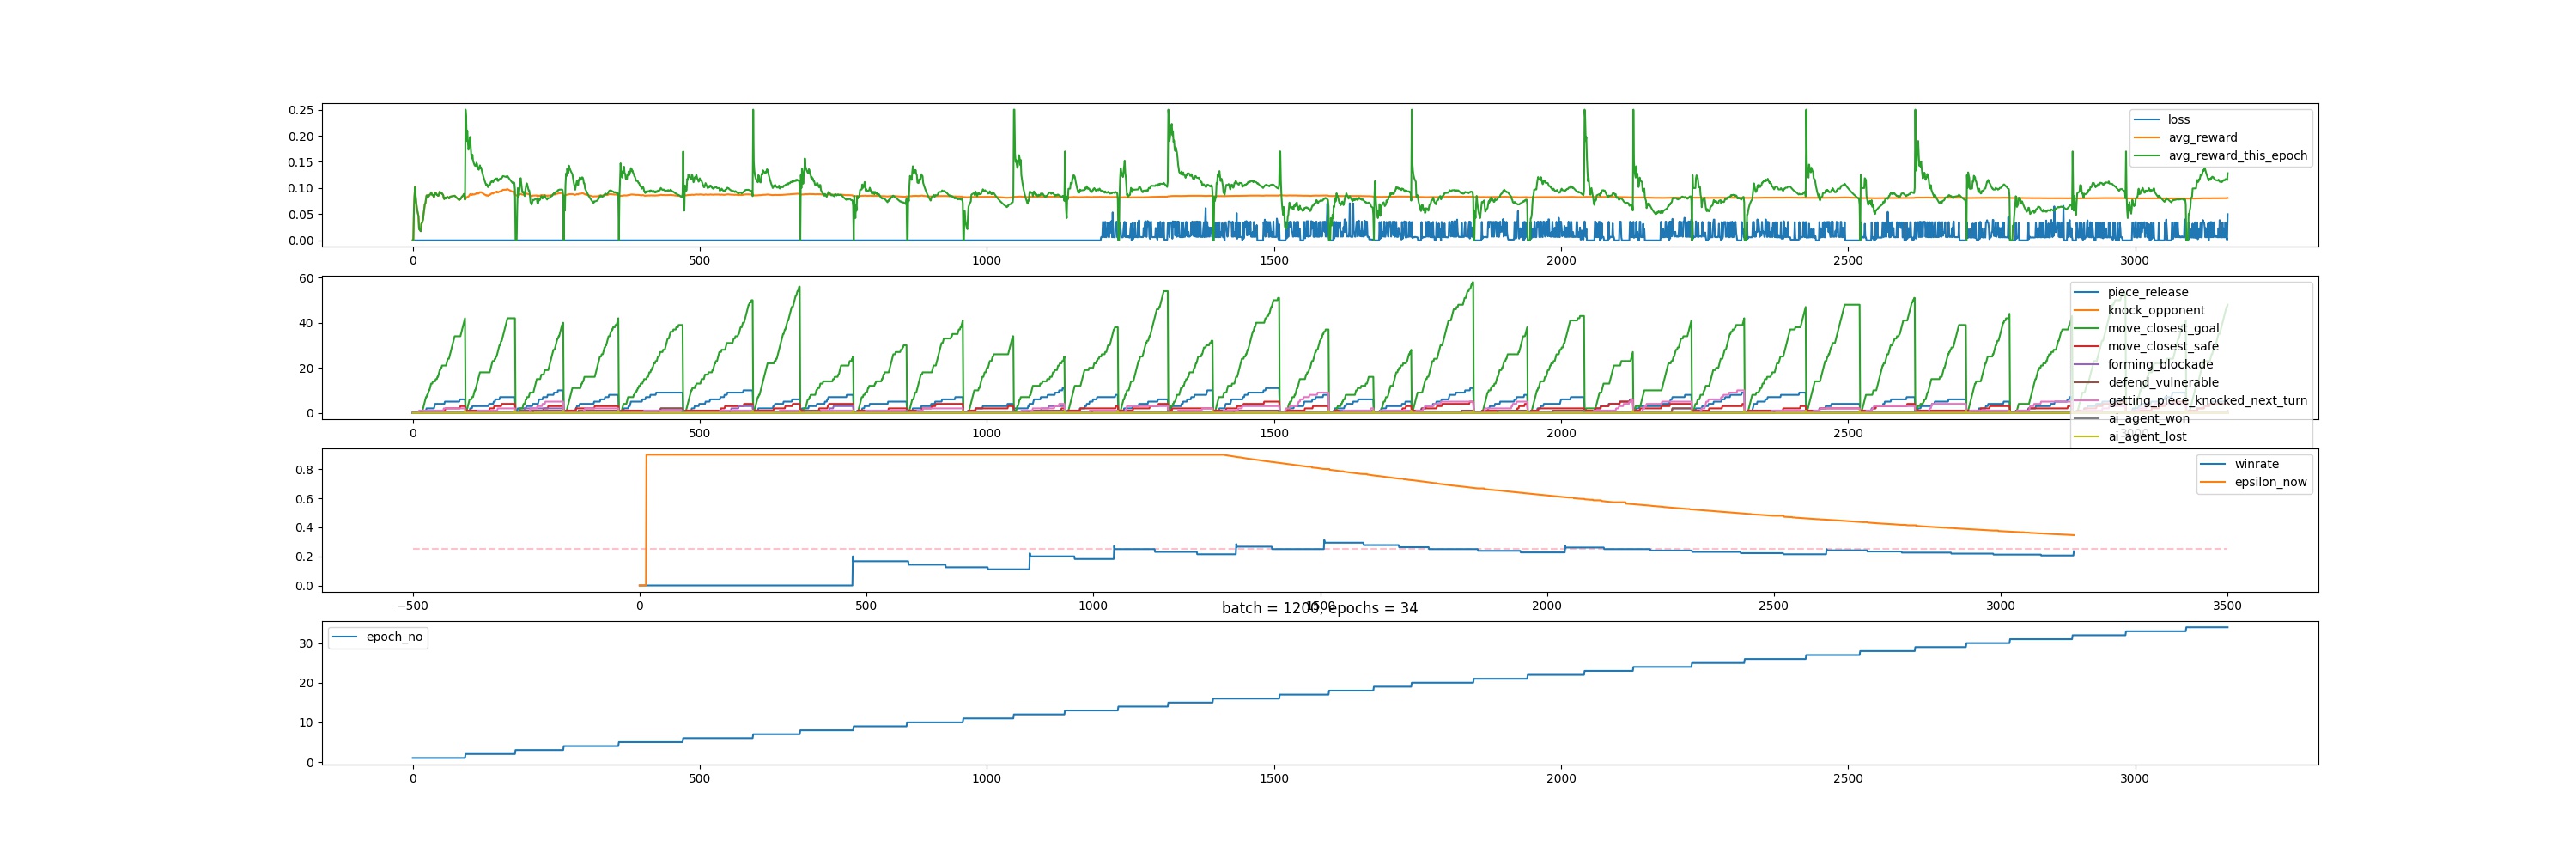 0.25
0.20
0.15
0.10
0.05
0.00
loss
avg_reward
avg_reward_this_epoch
0 500 1000 1500 2000 2500 3000
60
40
20
0
piece_release
knock_opponent
move_closest_goal
move_closest_safe
forming_blockade
defend_vulnerable
getting_piece_knocked_next_turn
ai_agent_won
ai_agent_lost
0 500 1000 1500 2000 2500 3000
0.8
0.6
0.4
0.2
0.0
winrate
epsilon_now
−500 0 500 1000 1500 2000 2500 3000 3500
batch = 1200, epochs = 34
30
20
10
0
epoch_no
0 500 1000 1500 2000 2500 3000